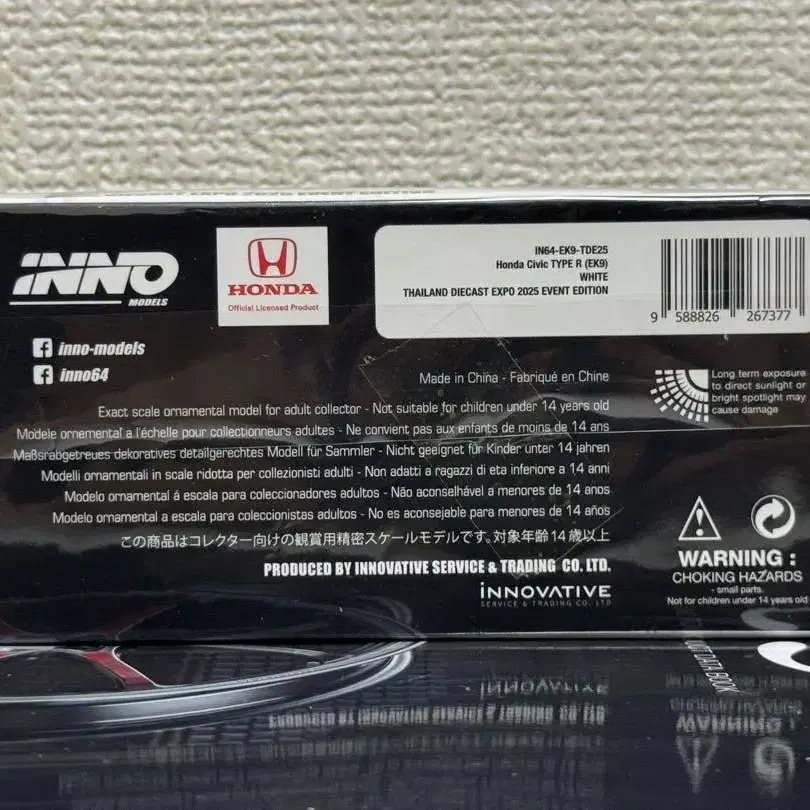 INNO
MODELS
HONDA
Official Licensed Product
IN64-EK9-TDE25
Honda Civic TYPE R (EK9)
WHITE
THAILAND DIECAST EXPO 2025 EVENT EDITION
9 588826 267377
inno-models
inno64
Made in China - Fabriqué en Chine
Long term exposure
to direct sunlight or
bright spotlight may
cause damage
Exact scale ornamental model for adult collector - Not suitable for children under 14 years old
Modele ornemental a l'échelle pour collectionneurs adultes - Ne convient pas aux enfants de moins de 14 ans
Maßsrabgetreues dekoratives detailgerechtes Modell für Sammler - Nicht geeignet für Kinder unter 14 jahren
Modelli ornamentali in scale ridotta per collezionisti adulti - Non adatti a ragazzi di eta inferiore a 14 anni
Modelo ornamental á escala para coleccionadores adultos - Não aconselhável a menores de 14 anos
Modelo ornamental a escala para coleccionistas adultos - No es aconsejable para menores de 14 anos
この商品はコレクター向けの観賞用精密スケールモデルです。対象年齢14歳以上
PRODUCED BY INNOVATIVE SERVICE & TRADING CO. LTD.
iNNOVATIVE
SERVICE & TRADING CO. LTD
WARNING :
CHOKING HAZARDS
- small parts.
Not for children under 14 years old